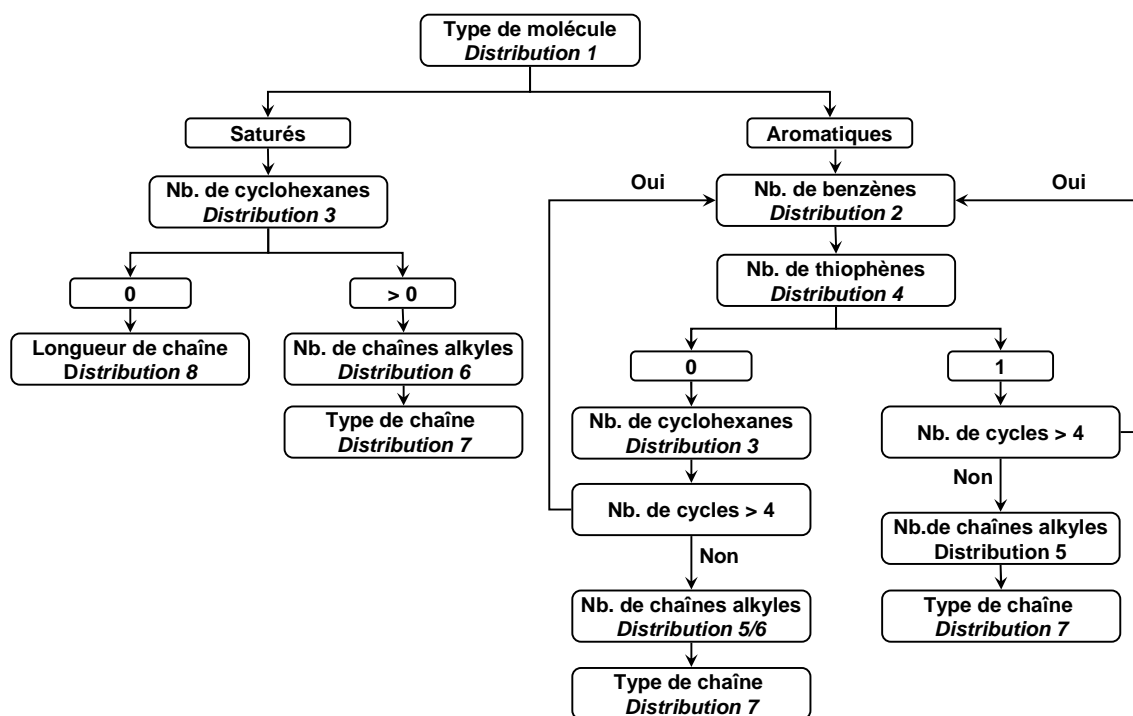 Type de molécule
Distribution 1
Saturés
Aromatiques
Nb. de cyclohexanes
Distribution 3
Oui
Nb. de benzènes
Distribution 2
Oui
Nb. de thiophènes
Distribution 4
0
> 0
Longueur de chaîne
Distribution 8
Nb. de chaînes alkyles
Distribution 6
Type de chaîne
Distribution 7
0
1
Nb. de cyclohexanes
Distribution 3
Nb. de cycles > 4
Nb. de cycles > 4
Non
Nb.de chaînes alkyles
Distribution 5
Non
Nb. de chaînes alkyles
Distribution 5/6
Type de chaîne
Distribution 7
Type de chaîne
Distribution 7